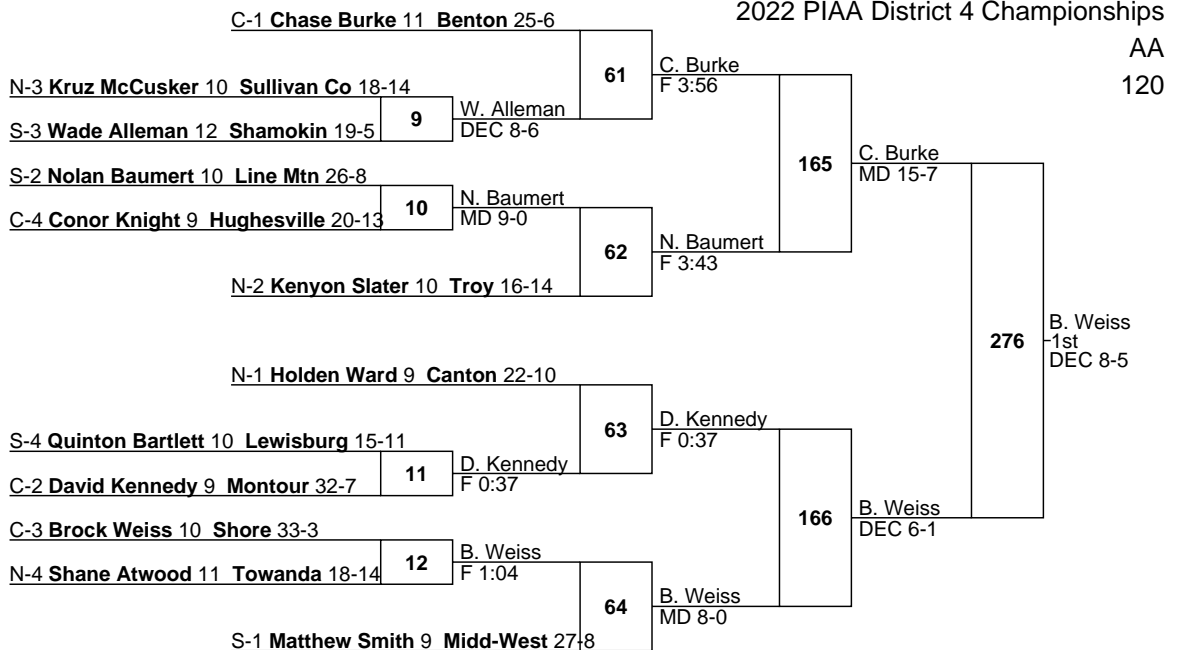 2022 PIAA District 4 Championships
AA
120
C-1 Chase Burke 11 Benton 25-6
61
C. Burke
F 3:56
N-3 Kruz McCusker 10 Sullivan Co 18-14
9
W. Alleman
DEC 8-6
S-3 Wade Alleman 12 Shamokin 19-5
165
C. Burke
MD 15-7
S-2 Nolan Baumert 10 Line Mtn 26-8
10
N. Baumert
MD 9-0
C-4 Conor Knight 9 Hughesville 20-13
62
N. Baumert
F 3:43
N-2 Kenyon Slater 10 Troy 16-14
276
B. Weiss
1st
DEC 8-5
N-1 Holden Ward 9 Canton 22-10
63
D. Kennedy
F 0:37
S-4 Quinton Bartlett 10 Lewisburg 15-11
11
D. Kennedy
F 0:37
C-2 David Kennedy 9 Montour 32-7
166
B. Weiss
DEC 6-1
C-3 Brock Weiss 10 Shore 33-3
12
B. Weiss
F 1:04
N-4 Shane Atwood 11 Towanda 18-14
64
B. Weiss
MD 8-0
S-1 Matthew Smith 9 Midd-West 27-8